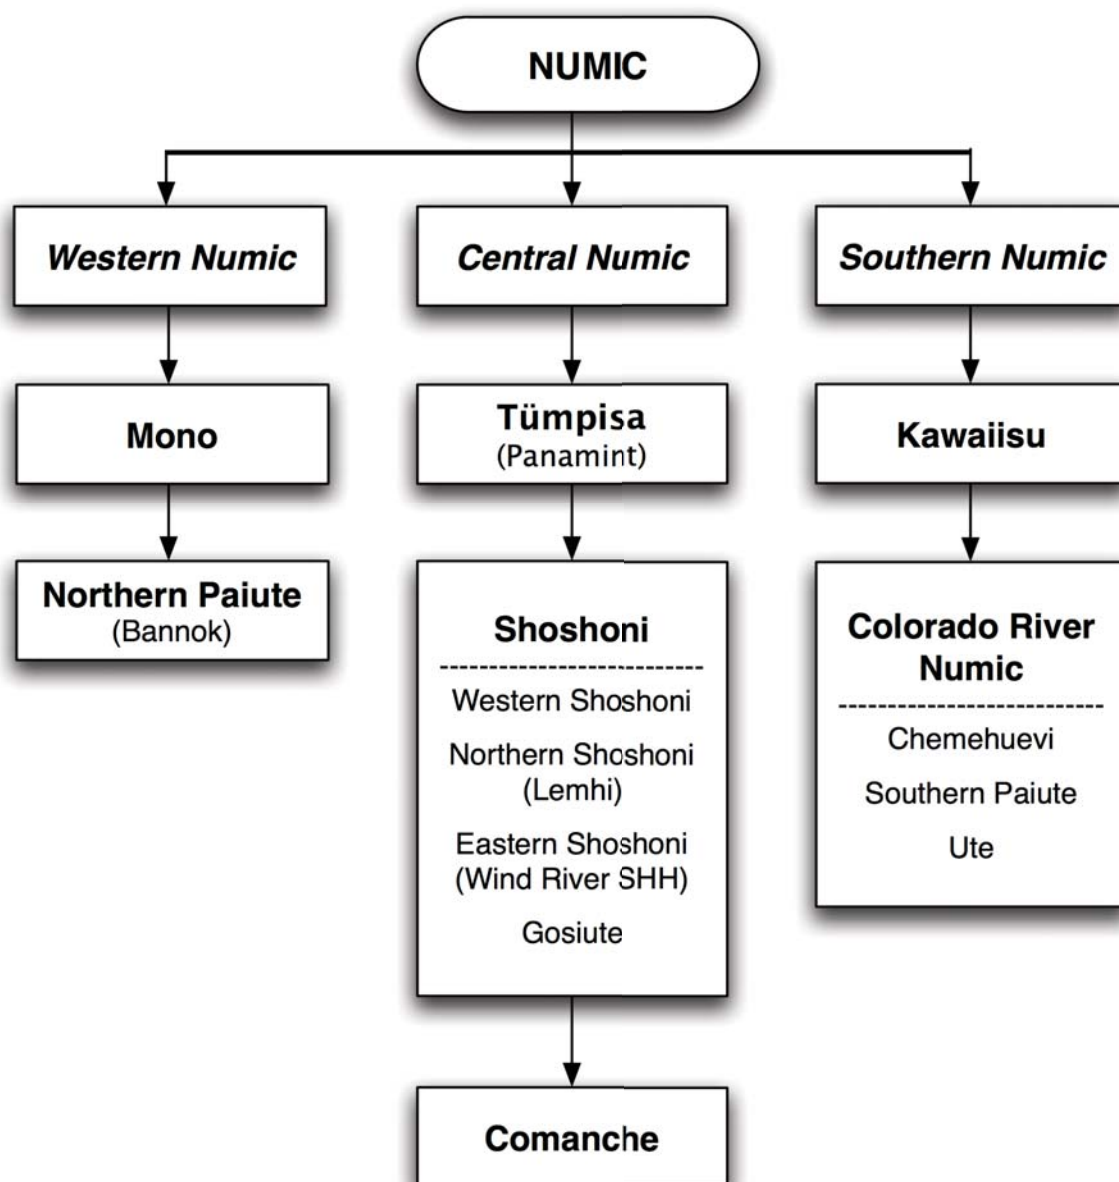 NUMIC
Western Numic
Central Numic
Southern Numic
Mono
Tümpisa
(Panamint)
Kawaiisu
Northern Paiute
(Bannok)
Shoshoni
Western Shoshoni
Northern Shoshoni
(Lemhi)
Eastern Shoshoni
(Wind River SHH)
Gosiute
Colorado River
Numic
Chemehuevi
Southern Paiute
Ute
Comanche